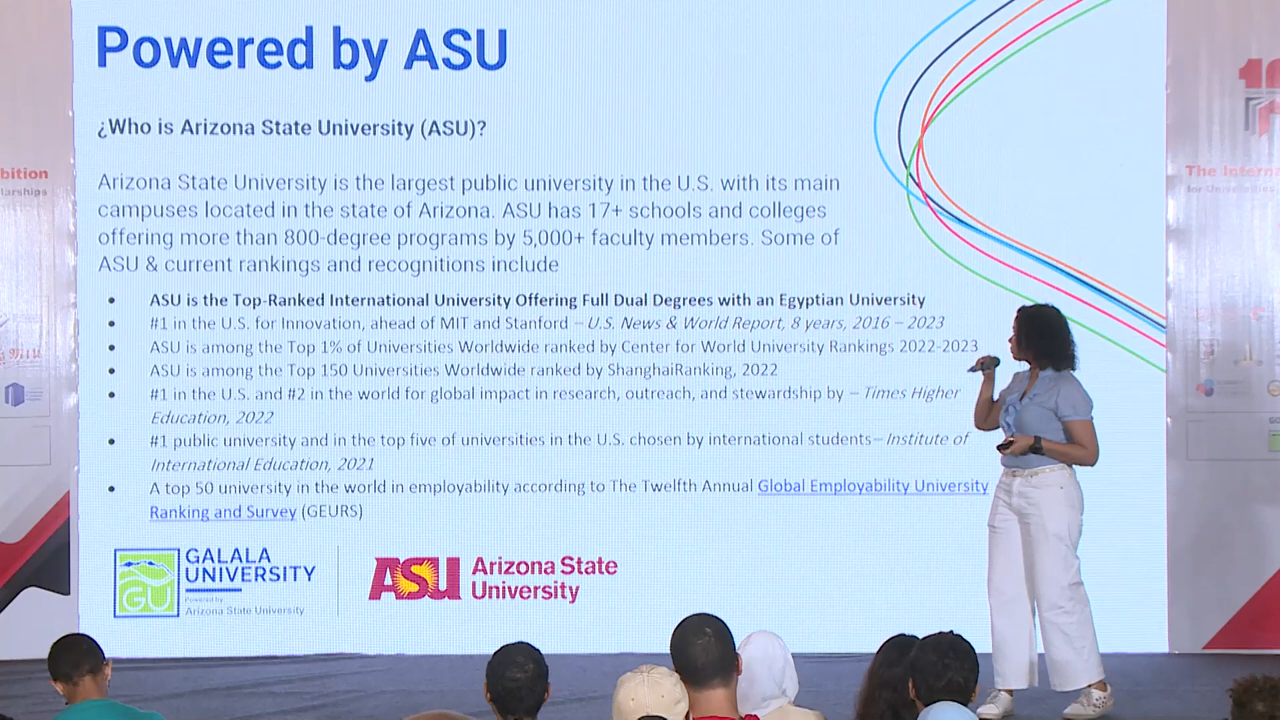 Powered by ASU
¿Who is Arizona State University (ASU)?
Arizona State University is the largest public university in the U.S. with its main
campuses located in the state of Arizona. ASU has 17+ schools and colleges
offering more than 800-degree programs by 5,000+ faculty members. Some of
ASU & current rankings and recognitions include
• ASU is the Top-Ranked International University Offering Full Dual Degrees with an Egyptian University
• #1 in the U.S. for Innovation, ahead of MIT and Stanford – U.S. News & World Report, 8 years, 2016 – 2023
• ASU is among the Top 1% of Universities Worldwide ranked by Center for World University Rankings 2022-2023
• ASU is among the Top 150 Universities Worldwide ranked by ShanghaiRanking, 2022
• #1 in the U.S. and #2 in the world for global impact in research, outreach, and stewardship by – Times Higher
Education, 2022
• #1 public university and in the top five of universities in the U.S. chosen by international students– Institute of
International Education, 2021
• A top 50 university in the world in employability according to The Twelfth Annual Global Employability University
Ranking and Survey (GEURS)
GU
GALALA
UNIVERSITY
Powered by
Arizona State University
ASU
Arizona State
University
bition
larships
10
The Interna
for Universities